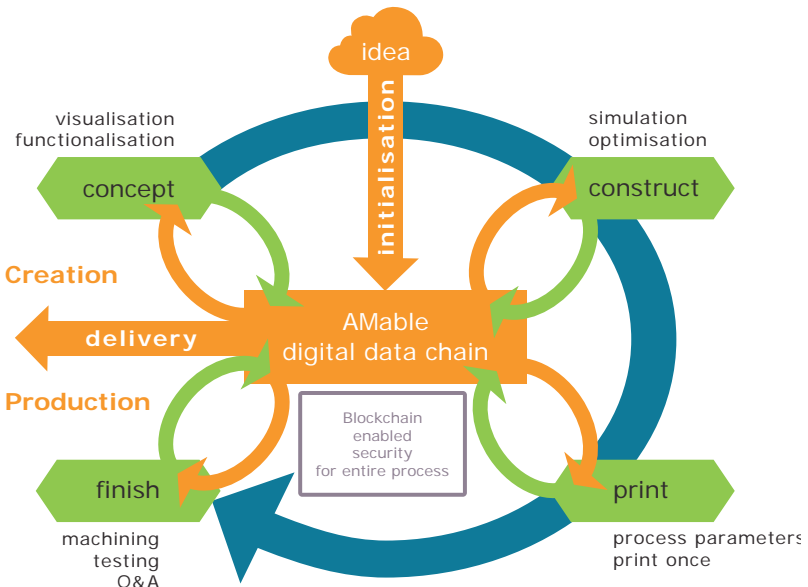 idea
initialisation
visualisation
functionalisation
concept
simulation
optimisation
construct
Creation
AMable
digital data chain
delivery
Production
Blockchain
enabled
security
for entire process
finish
machining
testing
Q&A
print
process parameters
print once